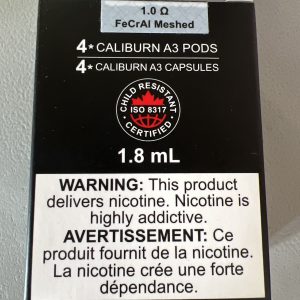 1.0 Ω
FeCrAl Meshed
4* CALIBURN A3 PODS
4* CALIBURN A3 CAPSULES
CHILD RESISTANT
ISO 8317
CERTIFIED
1.8 mL
WARNING: This product
delivers nicotine. Nicotine is
highly addictive.
AVERTISSEMENT: Ce
produit fournit de la nicotine.
La nicotine crée une forte
dépendance.